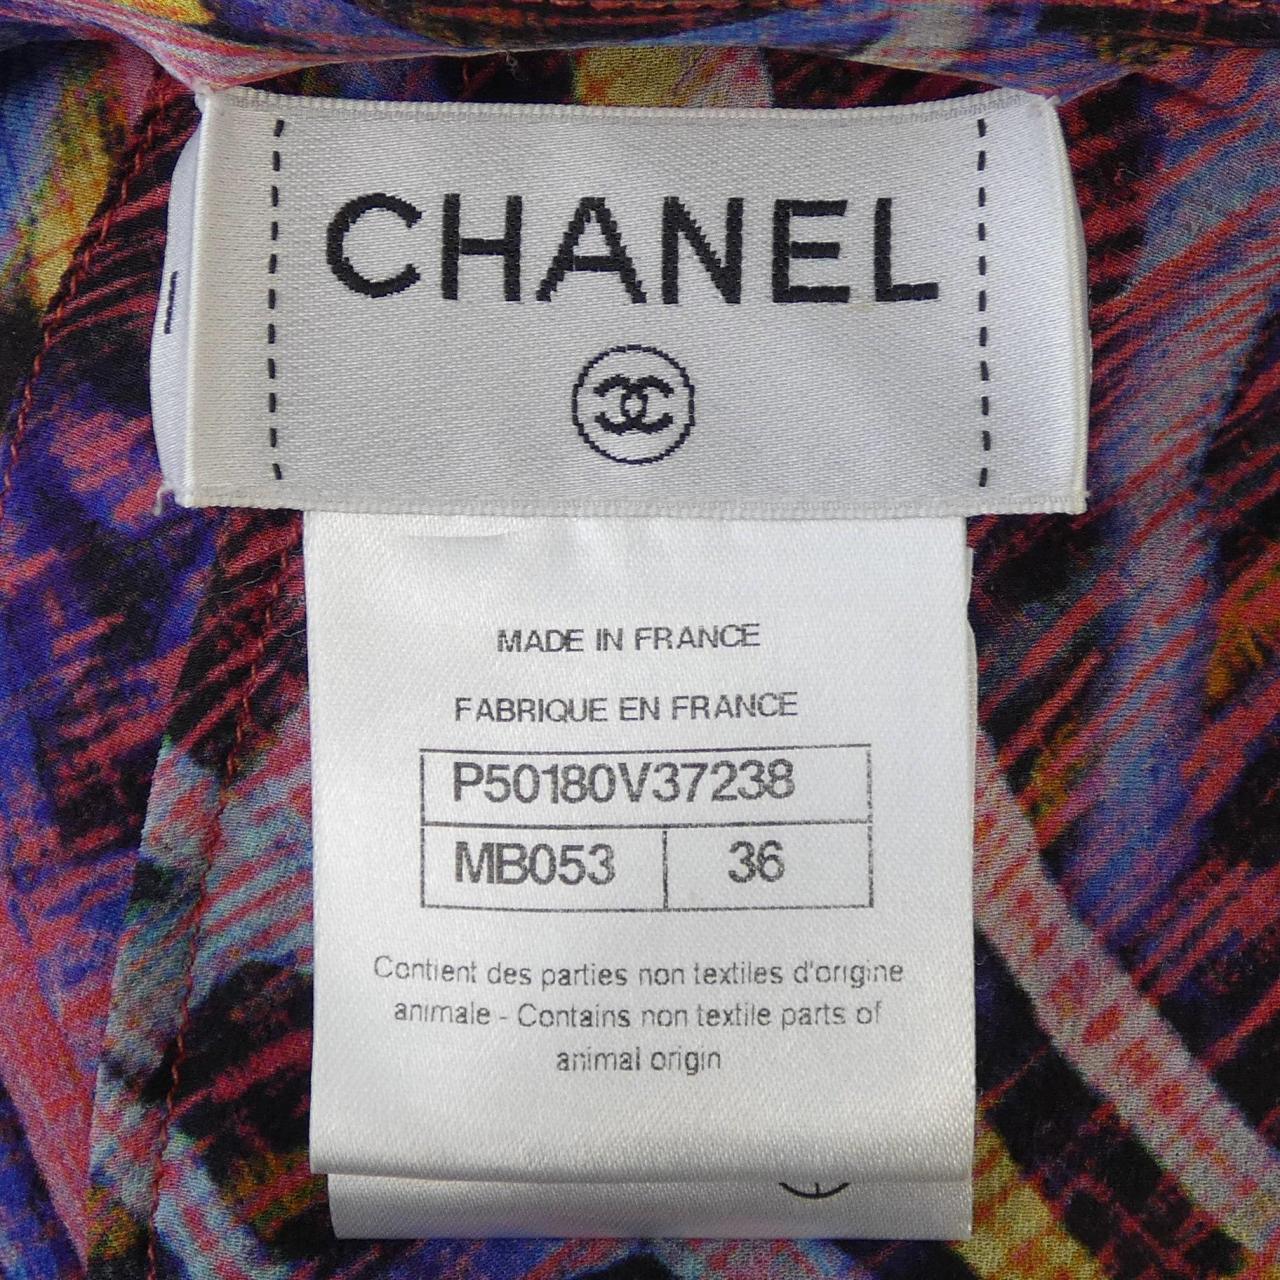 CHANEL
MADE IN FRANCE
FABRIQUE EN FRANCE
P50180V37238
MB053 36
Contient des parties non textiles d'origine
animale - Contains non textile parts of
animal origin